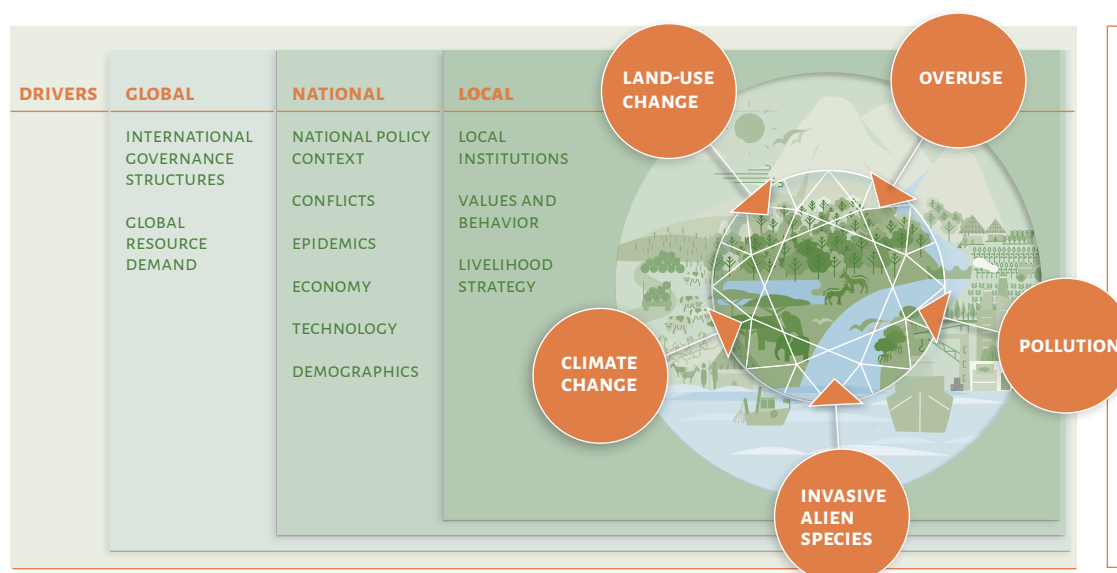 DRIVERS
GLOBAL
INTERNATIONAL
GOVERNANCE
STRUCTURES
GLOBAL
RESOURCE
DEMAND
NATIONAL
NATIONAL POLICY
CONTEXT
CONFLICTS
EPIDEMICS
ECONOMY
TECHNOLOGY
DEMOGRAPHICS
LOCAL
LOCAL
INSTITUTIONS
VALUES AND
BEHAVIOR
LIVELIHOOD
STRATEGY
LAND-USE
CHANGE
OVERUSE
CLIMATE
CHANGE
POLLUTION
INVASIVE
ALIEN
SPECIES